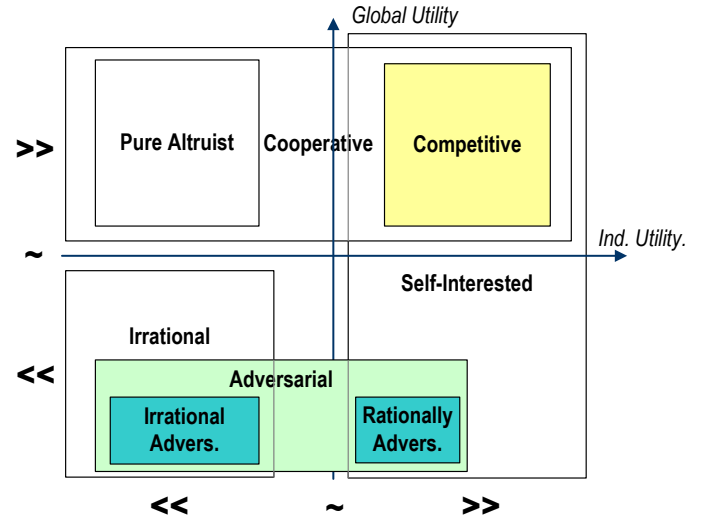 Global Utility
>>
Pure Altruist
Cooperative
Competitive
~
Ind. Utility.
Self-Interested
Irrational
<<
Adversarial
Irrational
Advers.
Rationally
Advers.
<<
~
>>